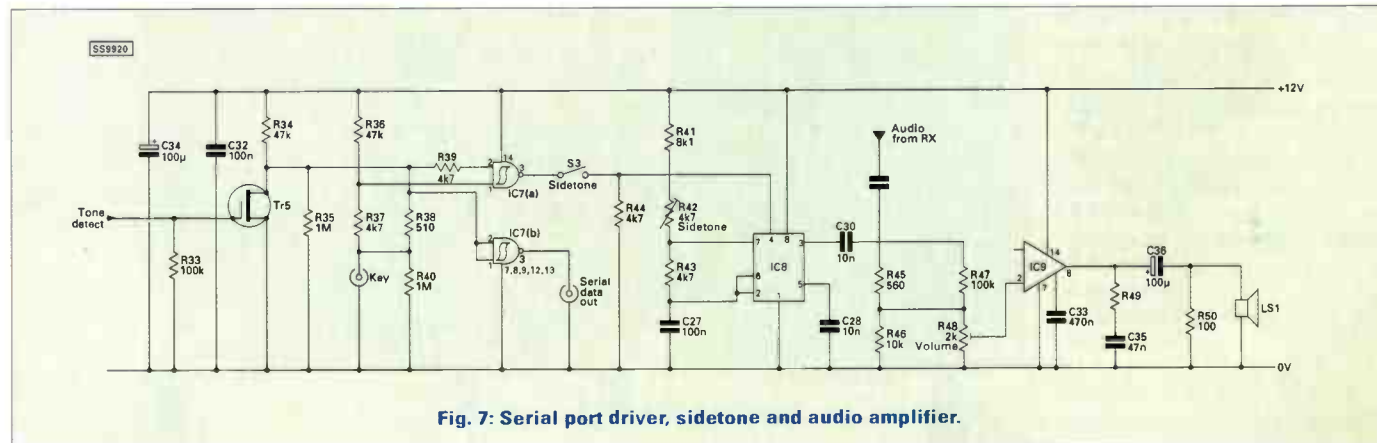 SS9920
+12V
C34
100µ
C32
100n
R34
47k
Tr5
Tone
detect
R33
100k
R35
1M
R36
47k
R37
4k7
Key
R39
4k7
R38
510
R40
1M
2
14
3
1
IC7(a)
IC7(b)
2
3
1
7,8,9,12,13
Serial
data
out
S3
Sidetone
R44
4k7
R41
8k1
R42
4k7
Sidetone
R43
4k7
C27
100n
7
4
8
3
6
2
5
1
IC8
C30
10n
C28
10n
Audio
from RX
R45
560
R46
10k
R47
100k
R48
2k
Volume
2
IC9
14
8
7
C33
470n
R49
C35
47n
C36
100µ
R50
100
LS1
0V
Fig. 7: Serial port driver, sidetone and audio amplifier.